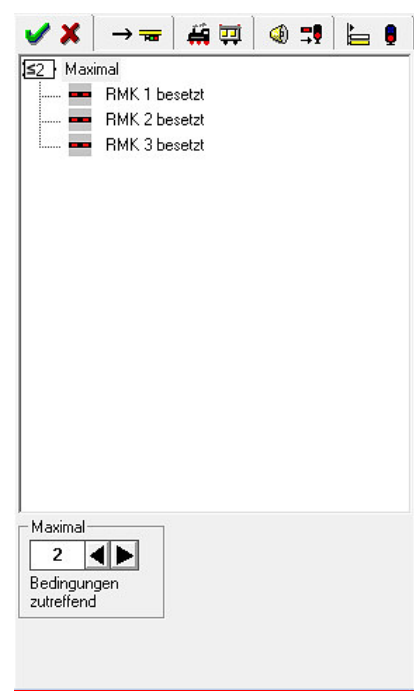 ≤2 Maximal
RMK 1 besetzt
RMK 2 besetzt
RMK 3 besetzt
Maximal
2
Bedingungen
zutreffend